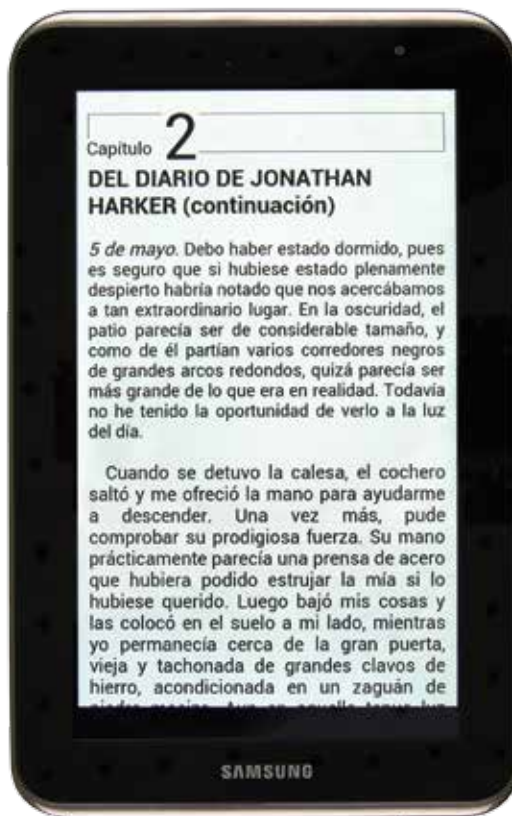 Capítulo 2
DEL DIARIO DE JONATHAN
HARKER (continuación)
5 de mayo. Debo haber estado dormido, pues
es seguro que si hubiese estado plenamente
despierto habría notado que nos acercábamos
a tan extraordinario lugar. En la oscuridad, el
patio parecía ser de considerable tamaño, y
como de él partían varios corredores negros
de grandes arcos redondos, quizá parecía ser
más grande de lo que era en realidad. Todavía
no he tenido la oportunidad de verlo a la luz
del día.
Cuando se detuvo la calesa, el cochero
saltó y me ofreció la mano para ayudarme
a descender. Una vez más, pude
comprobar su prodigiosa fuerza. Su mano
prácticamente parecía una prensa de acero
que hubiera podido estrujar la mía si lo
hubiese querido. Luego bajó mis cosas y
las colocó en el suelo a mi lado, mientras
yo permanecía cerca de la gran puerta,
vieja y tachonada de grandes clavos de
hierro, acondicionada en un zaguán de
SAMSUNG